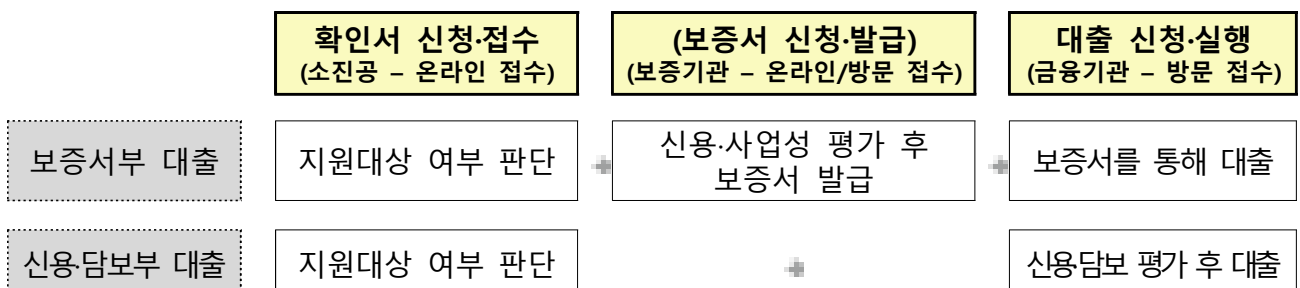 확인서 신청·접수
(소진공 – 온라인 접수)
(보증서 신청·발급)
(보증기관 – 온라인/방문 접수)
대출 신청·실행
(금융기관 – 방문 접수)
보증서부 대출
지원대상 여부 판단
신용·사업성 평가 후
보증서 발급
보증서를 통해 대출
신용·담보부 대출
지원대상 여부 판단
신용·담보 평가 후 대출